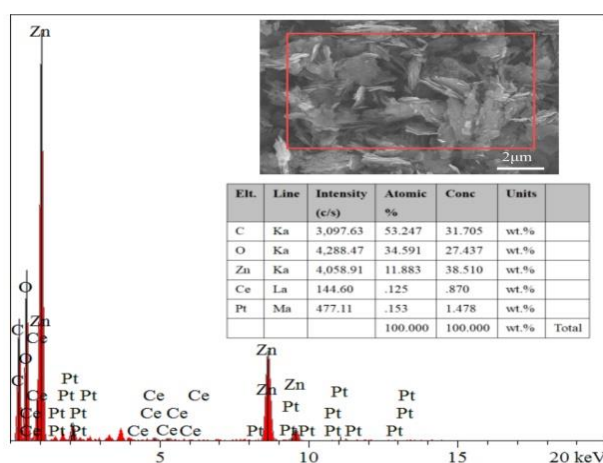 Zn
2μm
Elt. Line Intensity (c/s) Atomic % Conc Units
C Ka 3,097.63 53.247 31.705 wt.%
O Ka 4,288.47 34.591 27.437 wt.%
Zn Ka 4,058.91 11.883 38.510 wt.%
Ce La 144.60 .125 .870 wt.%
Pt Ma 477.11 .153 1.478 wt.%
100.000 100.000 wt.% Total
O
C Zn
Ce
O
C
Zn
Zn Zn
Pt Pt
Ce Pt Pt Ce Ce Pt Pt
Ce Pt Pt Ce Ce Pt Pt
Ce Pt Pt Ce Ce Ce Pt Pt Pt Pt Pt
5 10 15 20 keV